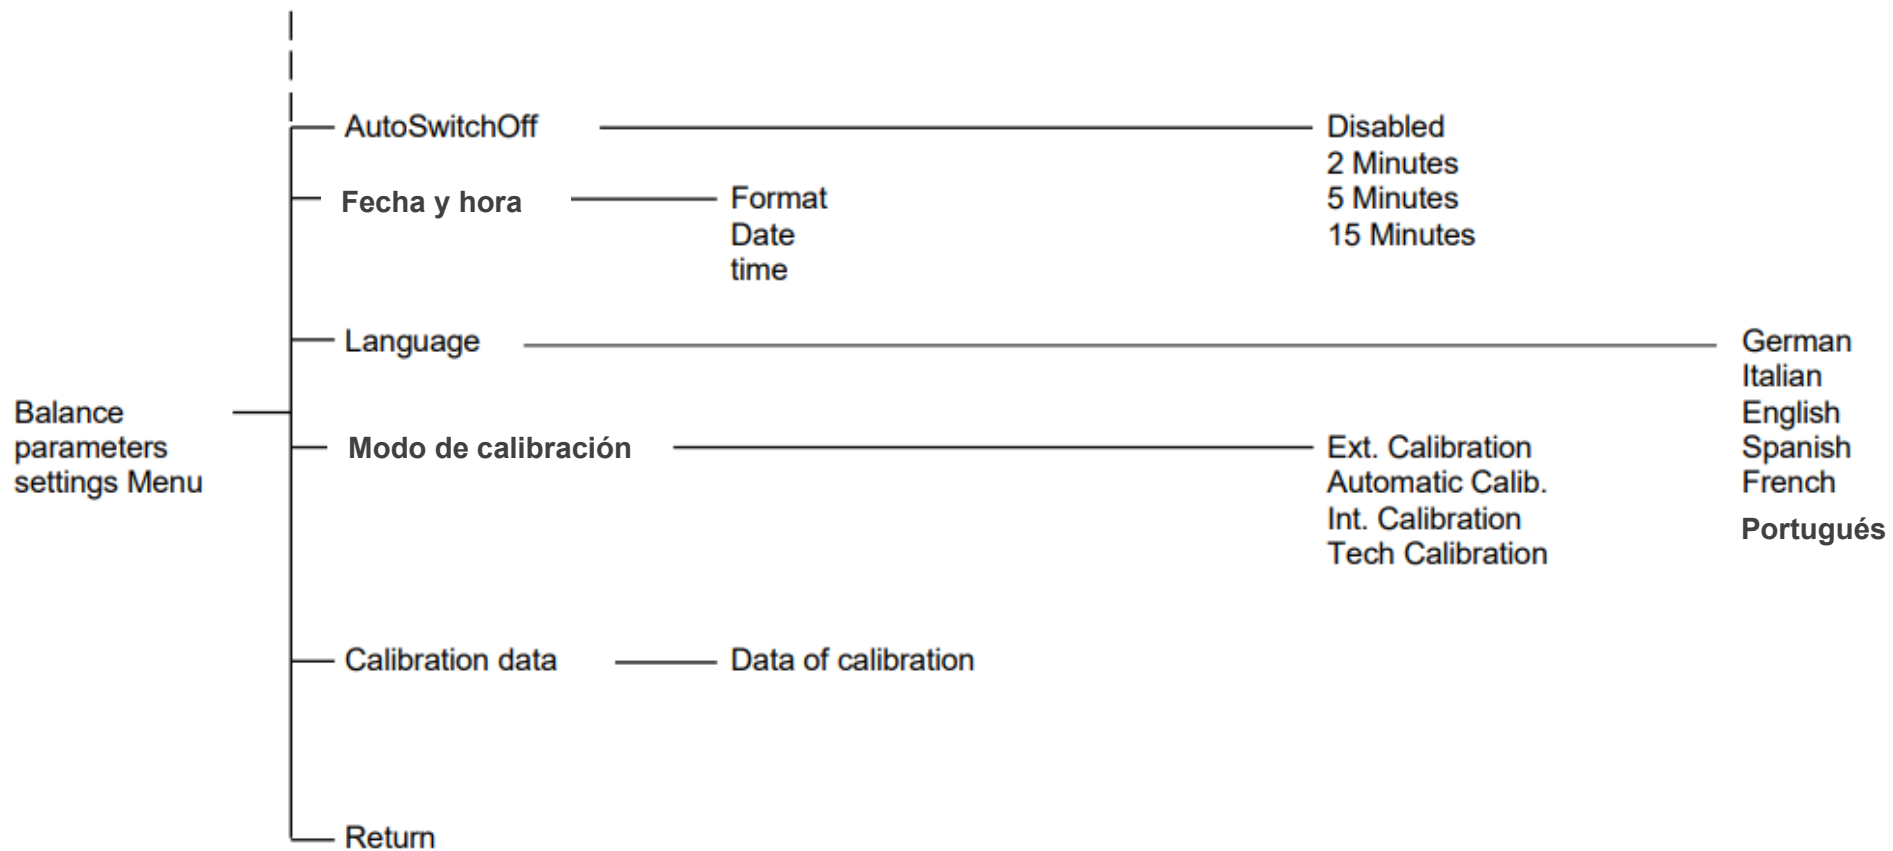 AutoSwitchOff
Disabled
2 Minutes
5 Minutes
15 Minutes
Fecha y hora
Format
Date
time
Language
German
Italian
English
Spanish
French
Portugués
Balance
parameters
settings Menu
Modo de calibración
Ext. Calibration
Automatic Calib.
Int. Calibration
Tech Calibration
Calibration data
Data of calibration
Return